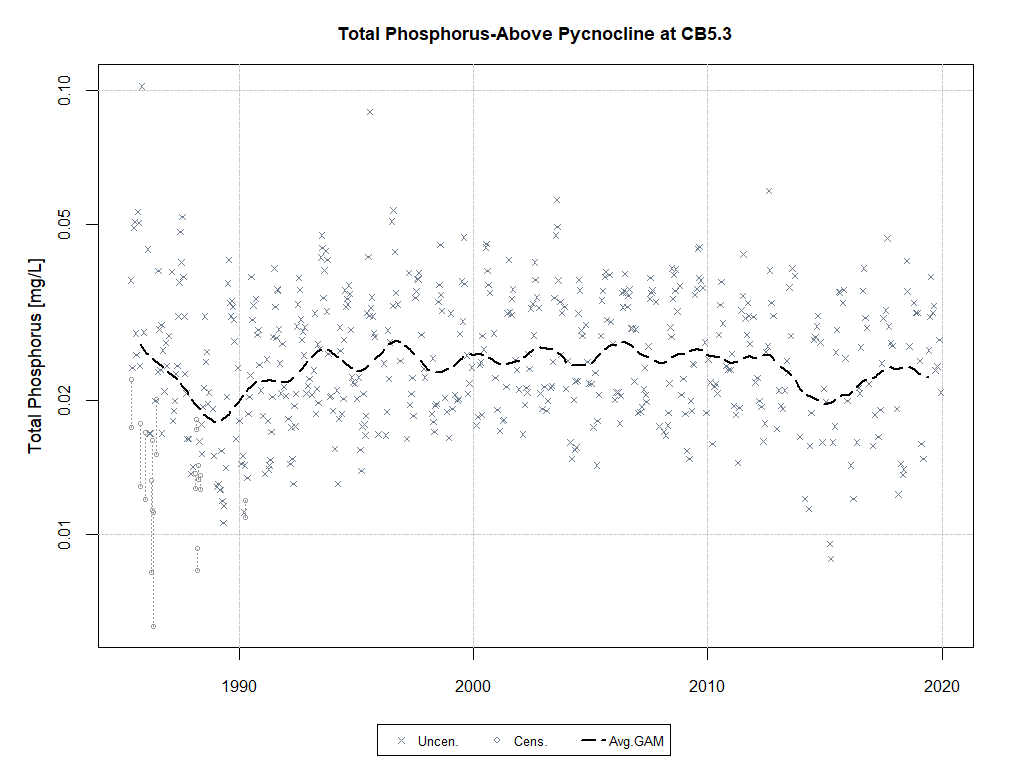 Total Phosphorus-Above Pycnocline at CB5.3
Total Phosphorus [mg/L]
0.10
0.05
0.02
0.01
1990 2000 2010 2020
Uncen. Cens. Avg.GAM